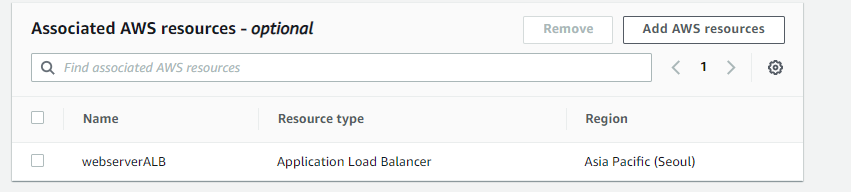 Associated AWS resources - optional
Remove
Add AWS resources
Find associated AWS resources
1
Name Resource type Region
webserverALB Application Load Balancer Asia Pacific (Seoul)